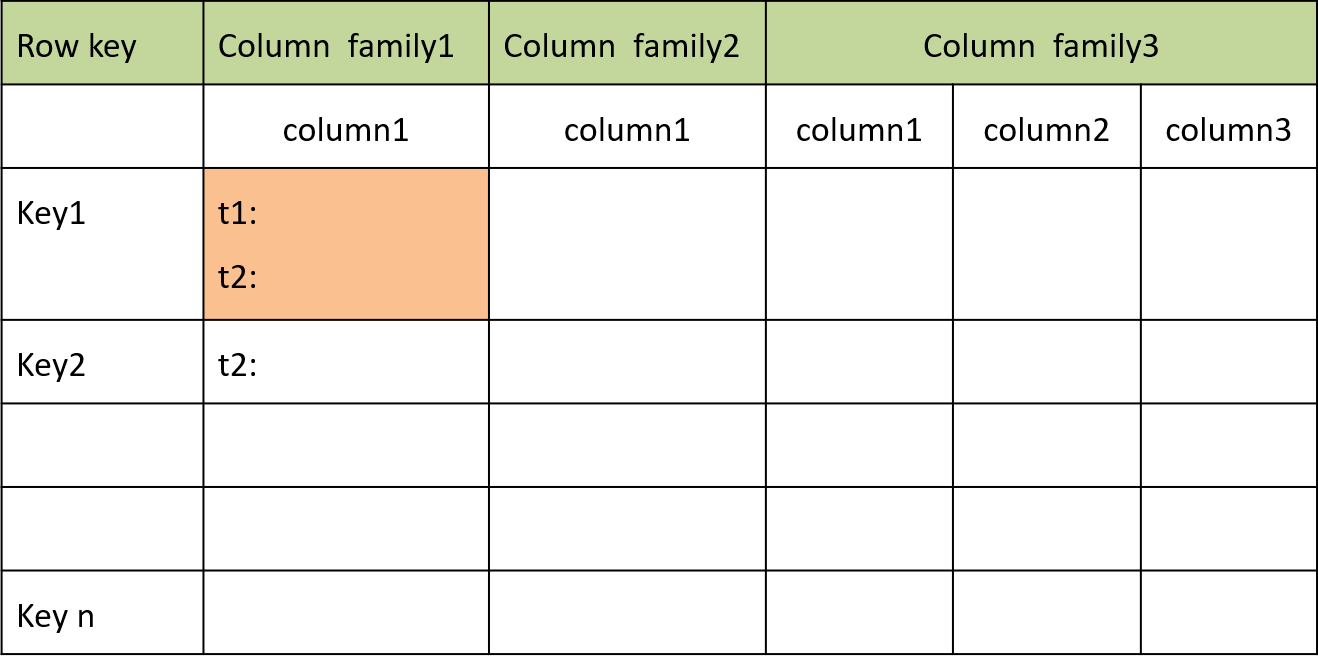 Row key Column family1 Column family2 Column family3
column1 column1 column1 column2 column3
Key1 t1:
t2:
Key2 t2:
Key n